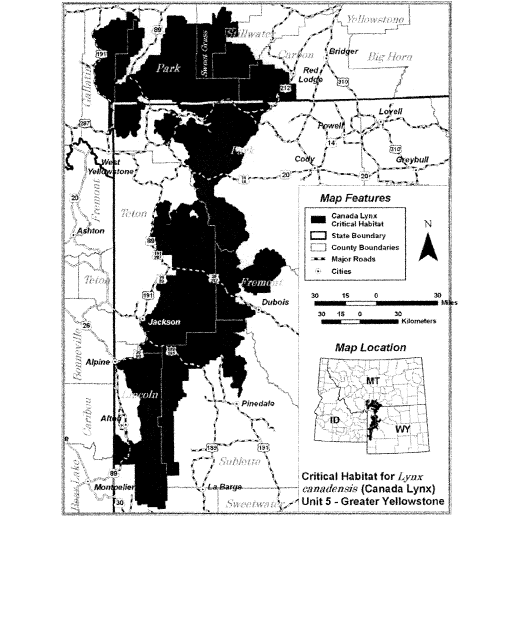 Yellowstone
89
Stillwater
Sweet Grass
Carbon
Bridger
Big Horn
191
Gallatin
Park
Red
Lodge
212
310
Lovell
287
Powell
Park
14
310
Cody
Greybull
West
Yellowstone
20
20
Fremont
20
Teton
Ashton
89
Teton
Fremont
191
Dubois
26
Jackson
Bonneville
Alpine
Lincoln
Pinedale
Caribou
Afton
189
191
Sublette
89
Bear Lake
Montpelier
La Barge
30
Sweetwater
Map Features
Canada Lynx
Critical Habitat
State Boundary
County Boundaries
Major Roads
Cities
N
30 15 0 30
Miles
30 15 0 30
Kilometers
Map Location
MT
ID
WY
Critical Habitat for Lynx
canadensis (Canada Lynx)
Unit 5 - Greater Yellowstone